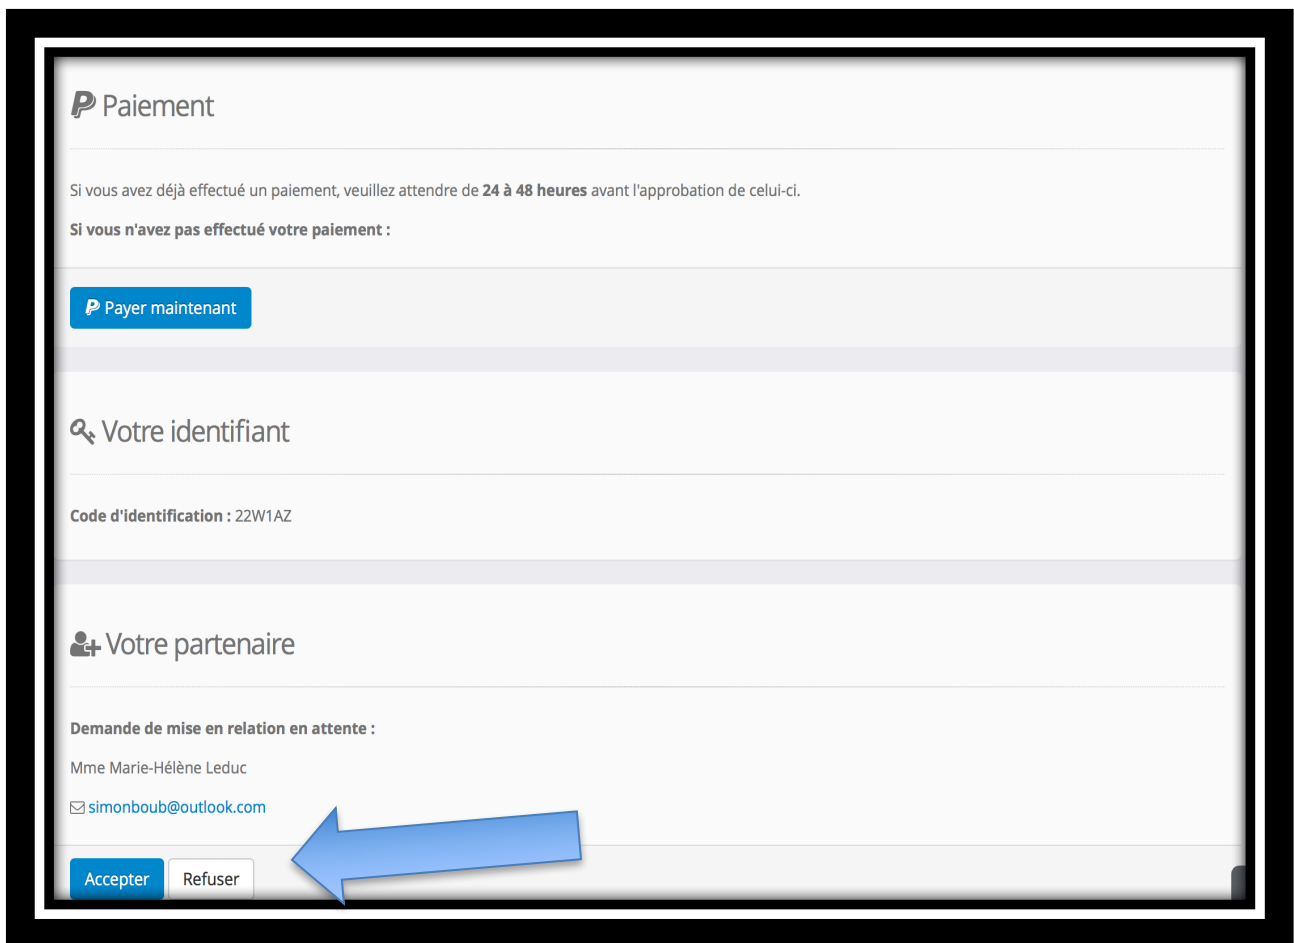 Paiement
Si vous avez déjà effectué un paiement, veuillez attendre de 24 à 48 heures avant l'approbation de celui-ci.
Si vous n'avez pas effectué votre paiement :
Payer maintenant
Votre identifiant
Code d'identification : 22W1AZ
Votre partenaire
Demande de mise en relation en attente :
Mme Marie-Hélène Leduc
simonboub@outlook.com
Accepter Refuser